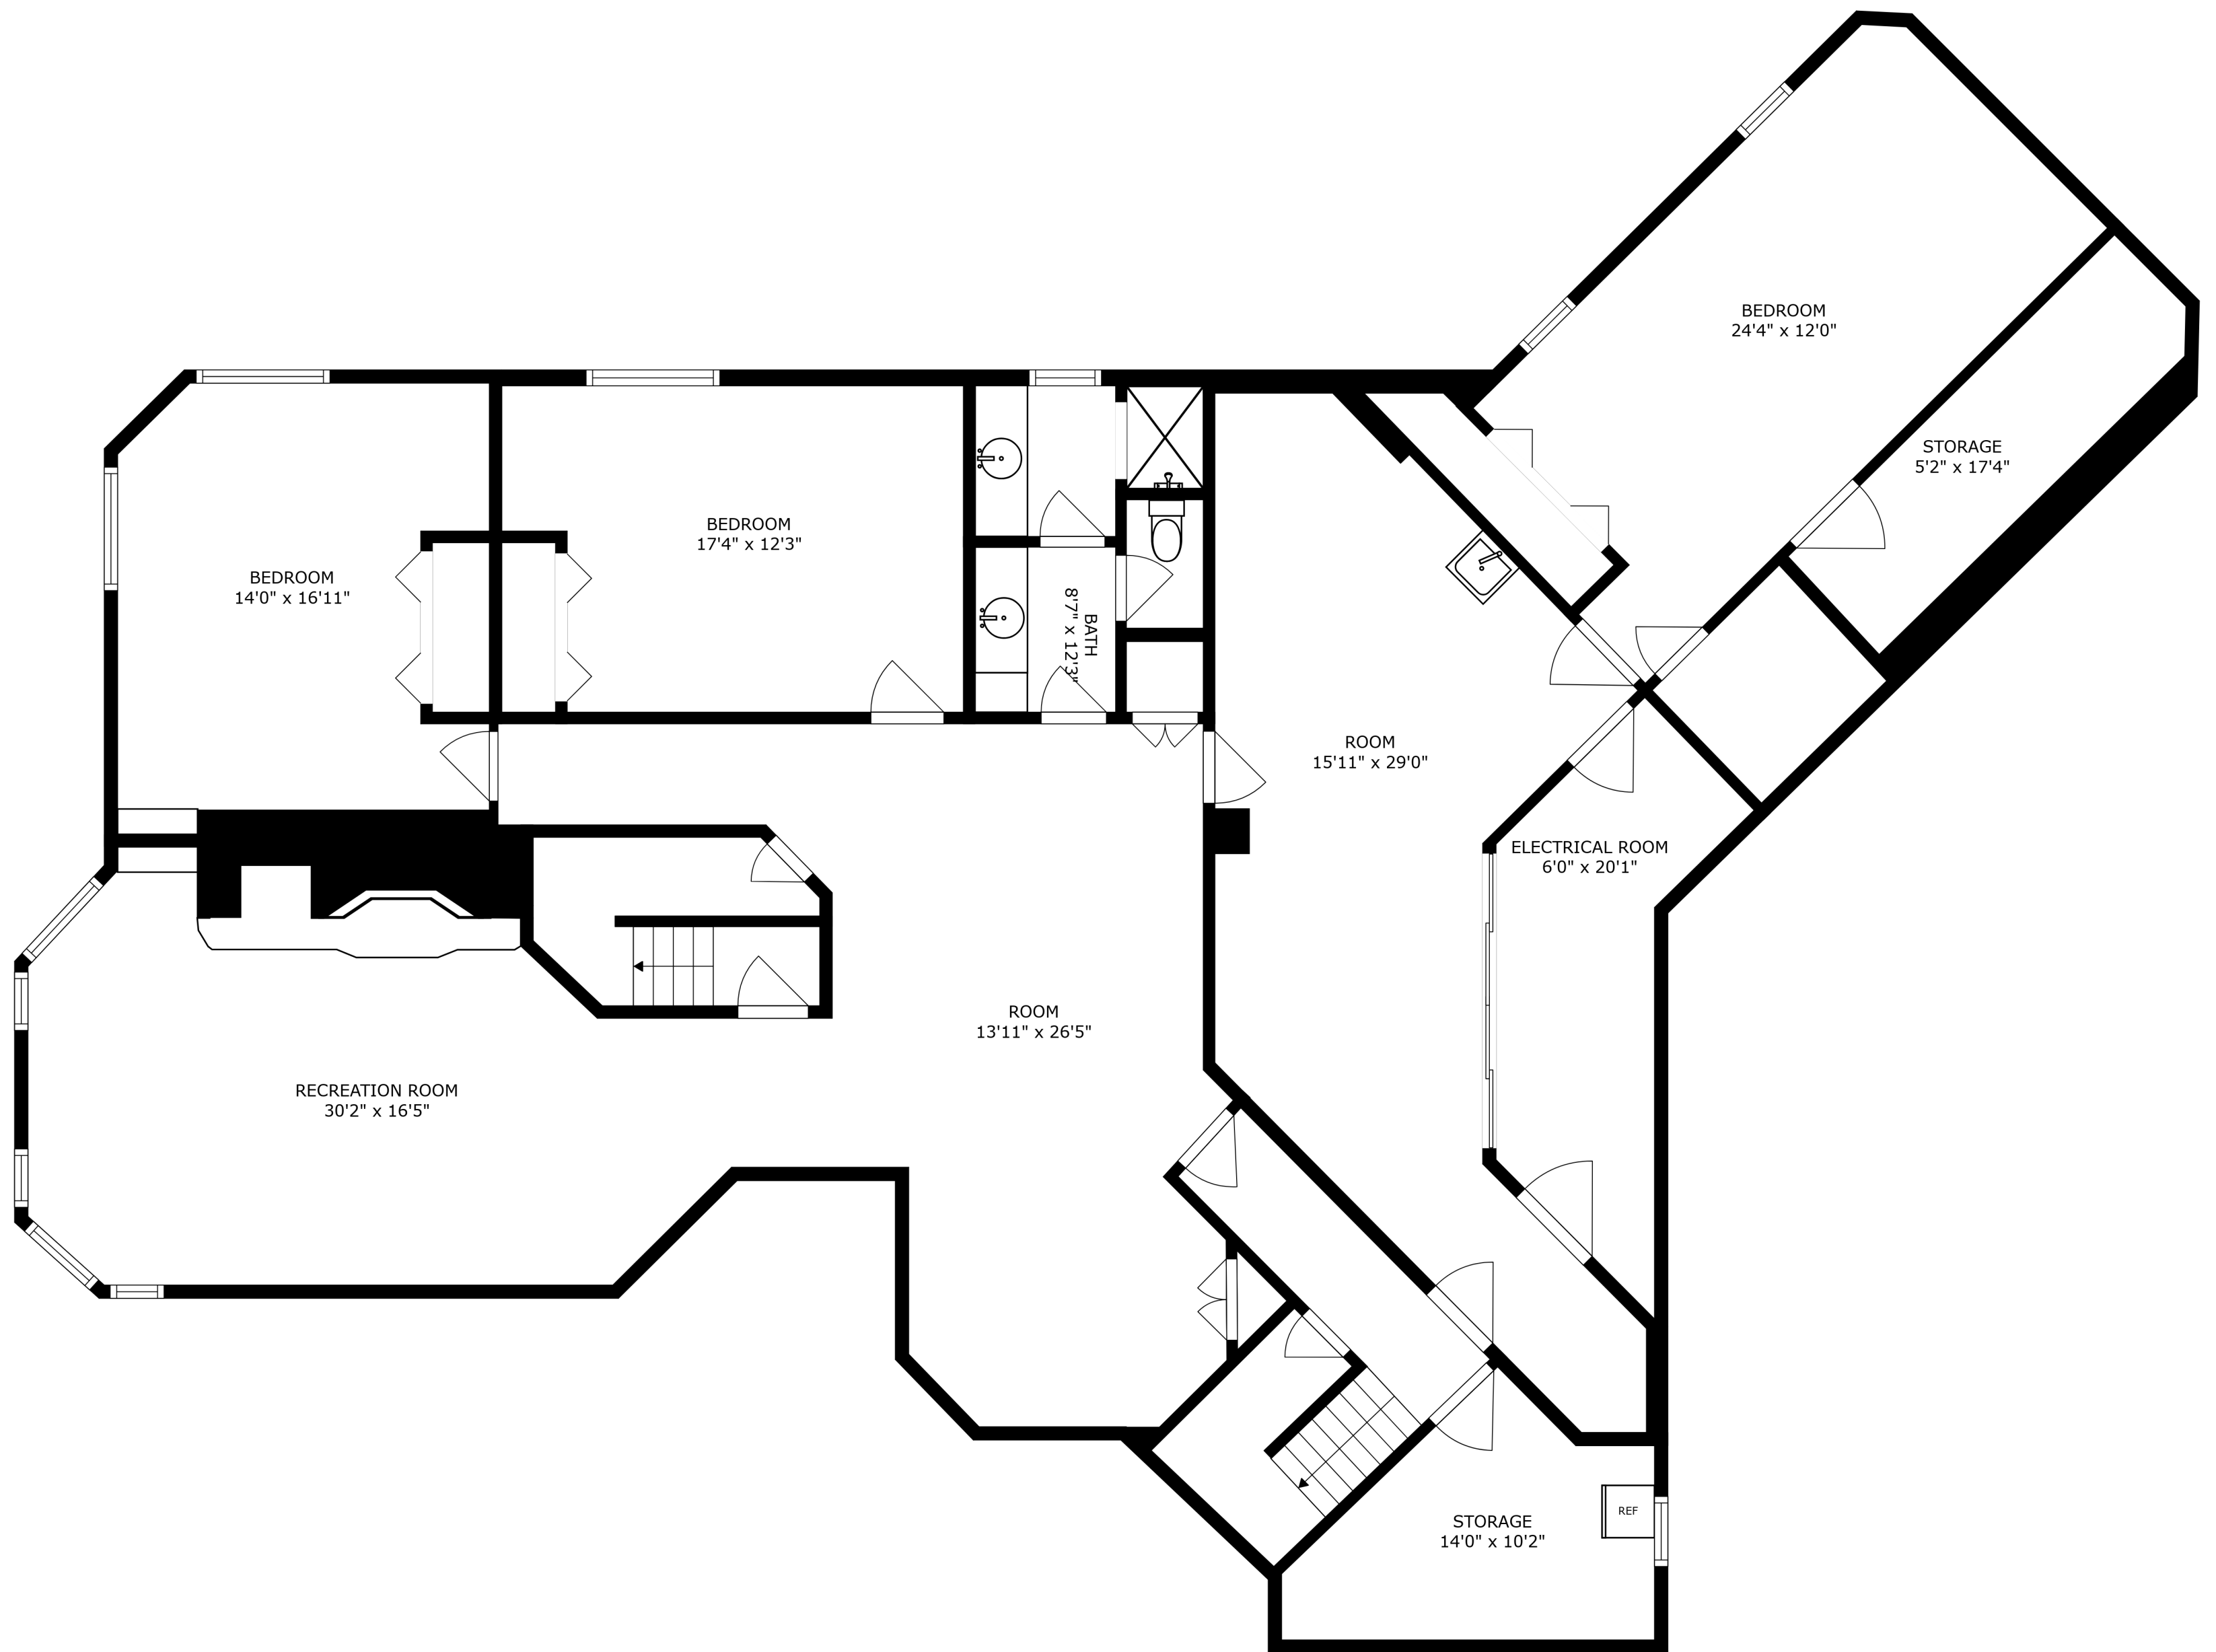 BEDROOM
24'4" x 12'0"
STORAGE
5'2" x 17'4"
BEDROOM
17'4" x 12'3"
BEDROOM
14'0" x 16'11"
BATH
8'7" x 12'3"
ROOM
15'11" x 29'0"
ELECTRICAL ROOM
6'0" x 20'1"
ROOM
13'11" x 26'5"
RECREATION ROOM
30'2" x 16'5"
STORAGE
14'0" x 10'2"
REF